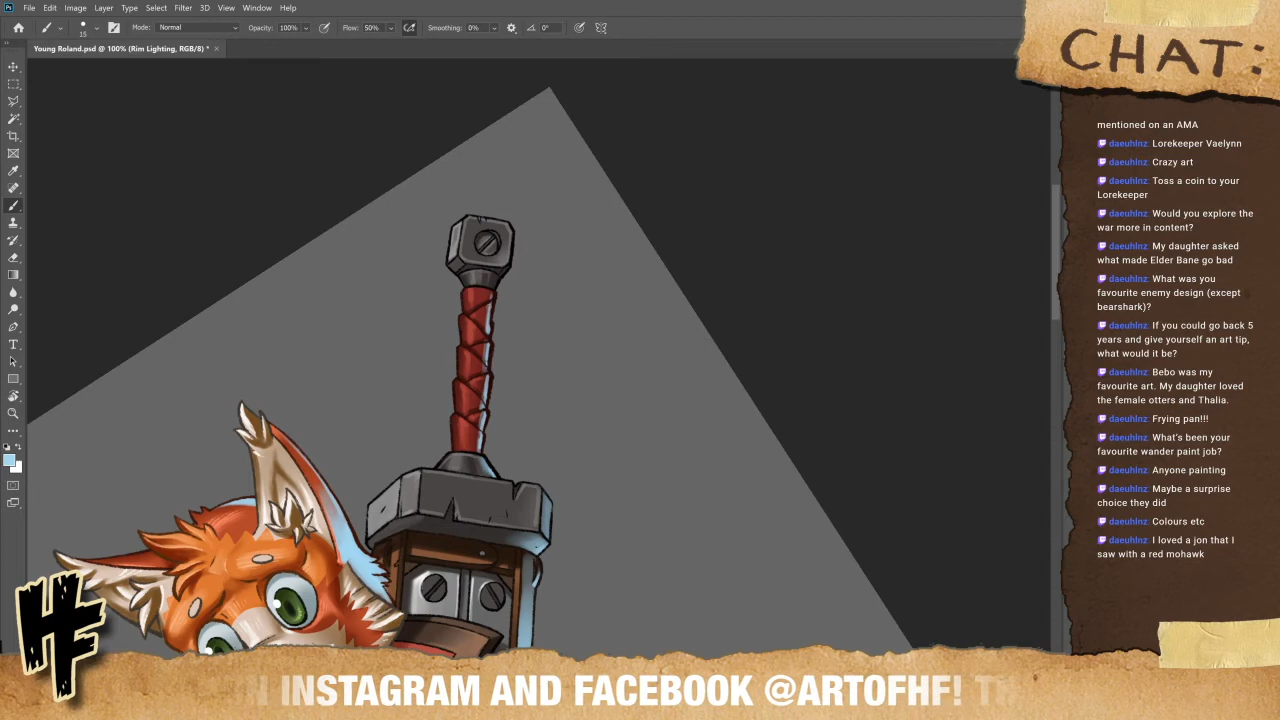 File Edit Image Layer Type Select Filter 3D View Window Help
15 Mode: Normal Opacity: 100% Flow: 50% Smoothing: 0% 0°
Young Roland.psd @ 100% (Rim Lighting, RGB/8) *
CHAT:
mentioned on an AMA
daeuhlnz: Lorekeeper Vaelynn
daeuhlnz: Crazy art
daeuhlnz: Toss a coin to your
Lorekeeper
daeuhlnz: Would you explore the
war more in content?
daeuhlnz: My daughter asked
what made Elder Bane go bad
daeuhlnz: What was you
favourite enemy design (except
bearshark)?
daeuhlnz: If you could go back 5
years and give yourself an art tip,
what would it be?
daeuhlnz: Bebo was my
favourite art. My daughter loved
the female otters and Thalia.
daeuhlnz: Frying pan!!!
daeuhlnz: What's been your
favourite wander paint job?
daeuhlnz: Anyone painting
daeuhlnz: Maybe a surprise
choice they did
daeuhlnz: Colours etc
daeuhlnz: I loved a jon that I
saw with a red mohawk
HF
INSTAGRAM AND FACEBOOK @ARTOFHF!